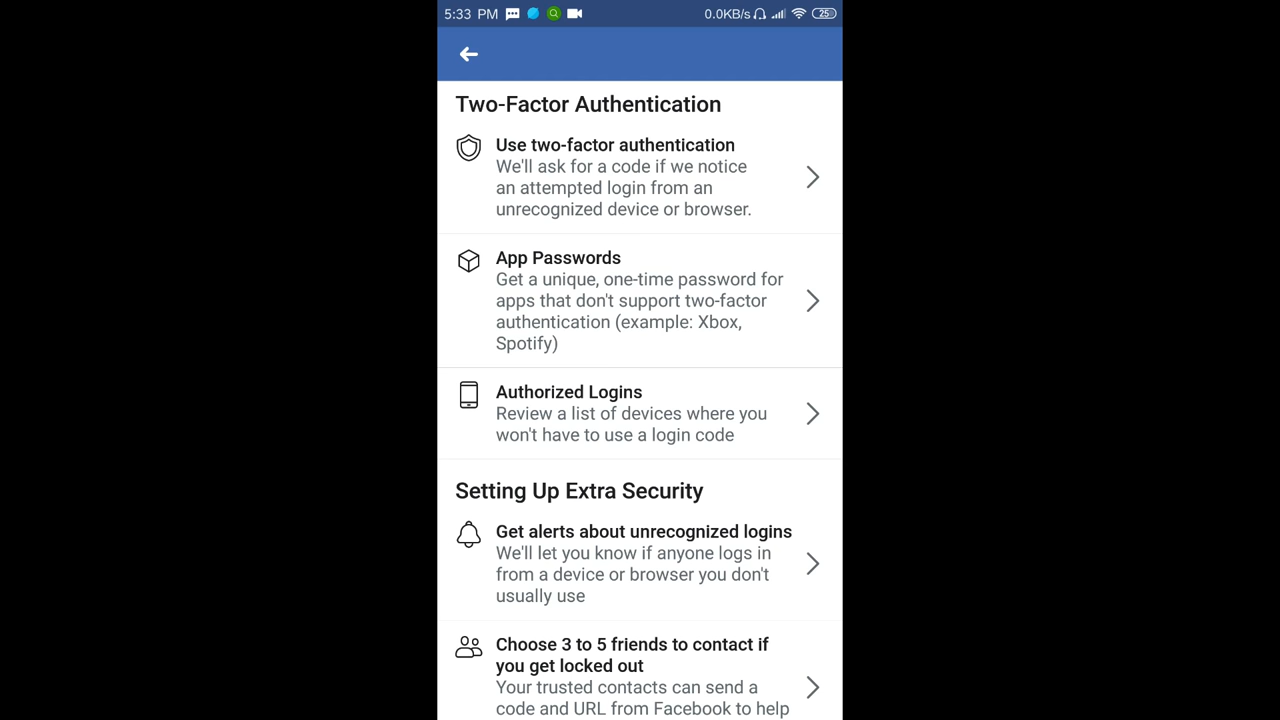 5:33 PM 0.0KB/s 25
Two-Factor Authentication
Use two-factor authentication
We'll ask for a code if we notice
an attempted login from an
unrecognized device or browser.
App Passwords
Get a unique, one-time password for
apps that don't support two-factor
authentication (example: Xbox,
Spotify)
Authorized Logins
Review a list of devices where you
won't have to use a login code
Setting Up Extra Security
Get alerts about unrecognized logins
We'll let you know if anyone logs in
from a device or browser you don't
usually use
Choose 3 to 5 friends to contact if
you get locked out
Your trusted contacts can send a
code and URL from Facebook to help